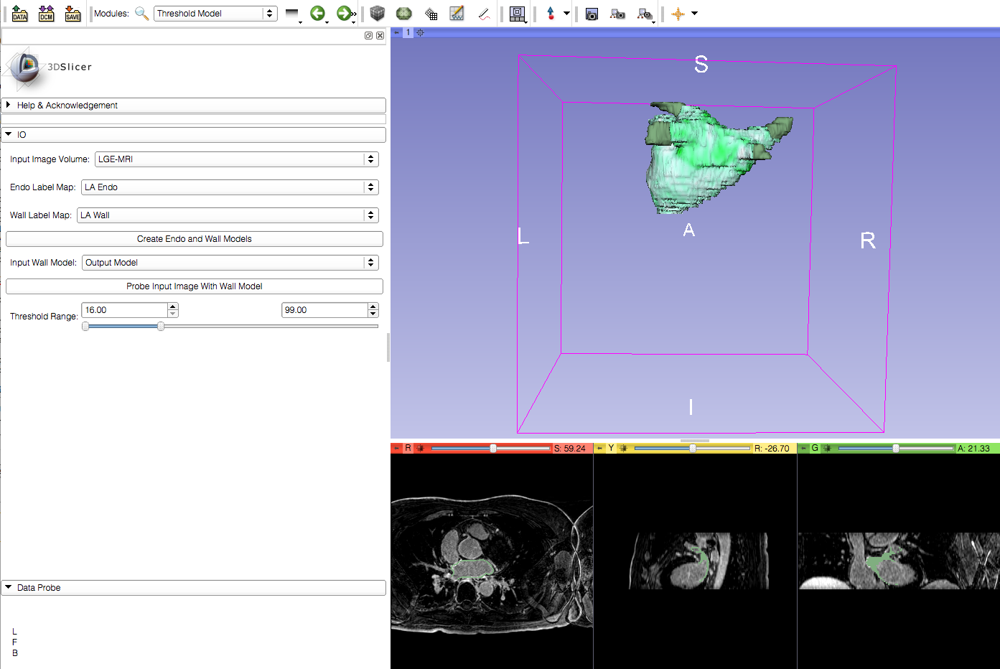 DATA DCM SAVE Modules: Threshold Model
1
3DSlicer
Help & Acknowledgement
IO
Input Image Volume: LGE-MRI
Endo Label Map: LA Endo
Wall Label Map: LA Wall
Create Endo and Wall Models
Input Wall Model: Output Model
Probe Input Image With Wall Model
Threshold Range: 16.00 99.00
S
A
L
R
I
R S: 59.24
Y R: -26.70
G A: 21.33
Data Probe
L
F
B